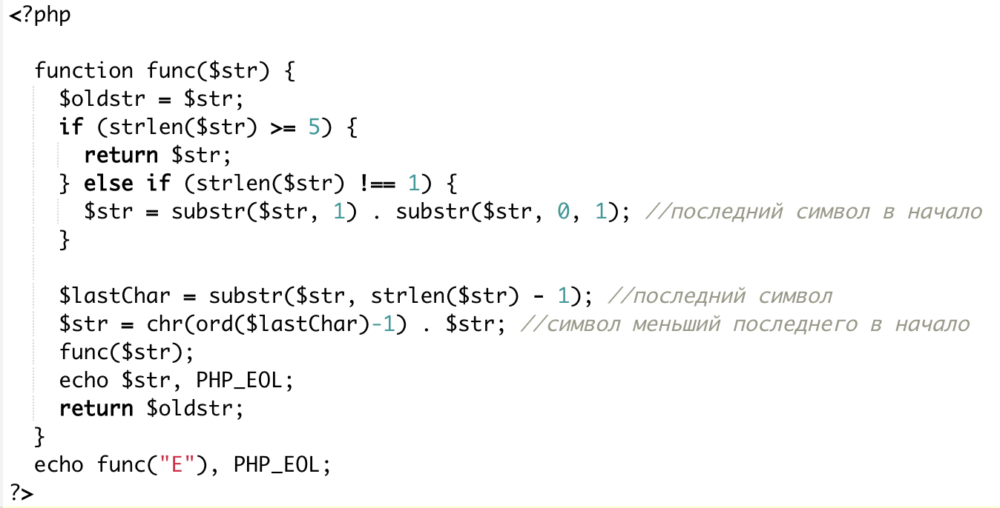 <?php
function func($str) {
$oldstr = $str;
if (strlen($str) >= 5) {
return $str;
} else if (strlen($str) !== 1) {
$str = substr($str, 1) . substr($str, 0, 1); //последний символ в начало
}
$lastChar = substr($str, strlen($str) - 1); //последний символ
$str = chr(ord($lastChar)-1) . $str; //символ меньший последнего в начало
func($str);
echo $str, PHP_EOL;
return $oldstr;
}
echo func("E"), PHP_EOL;
?>